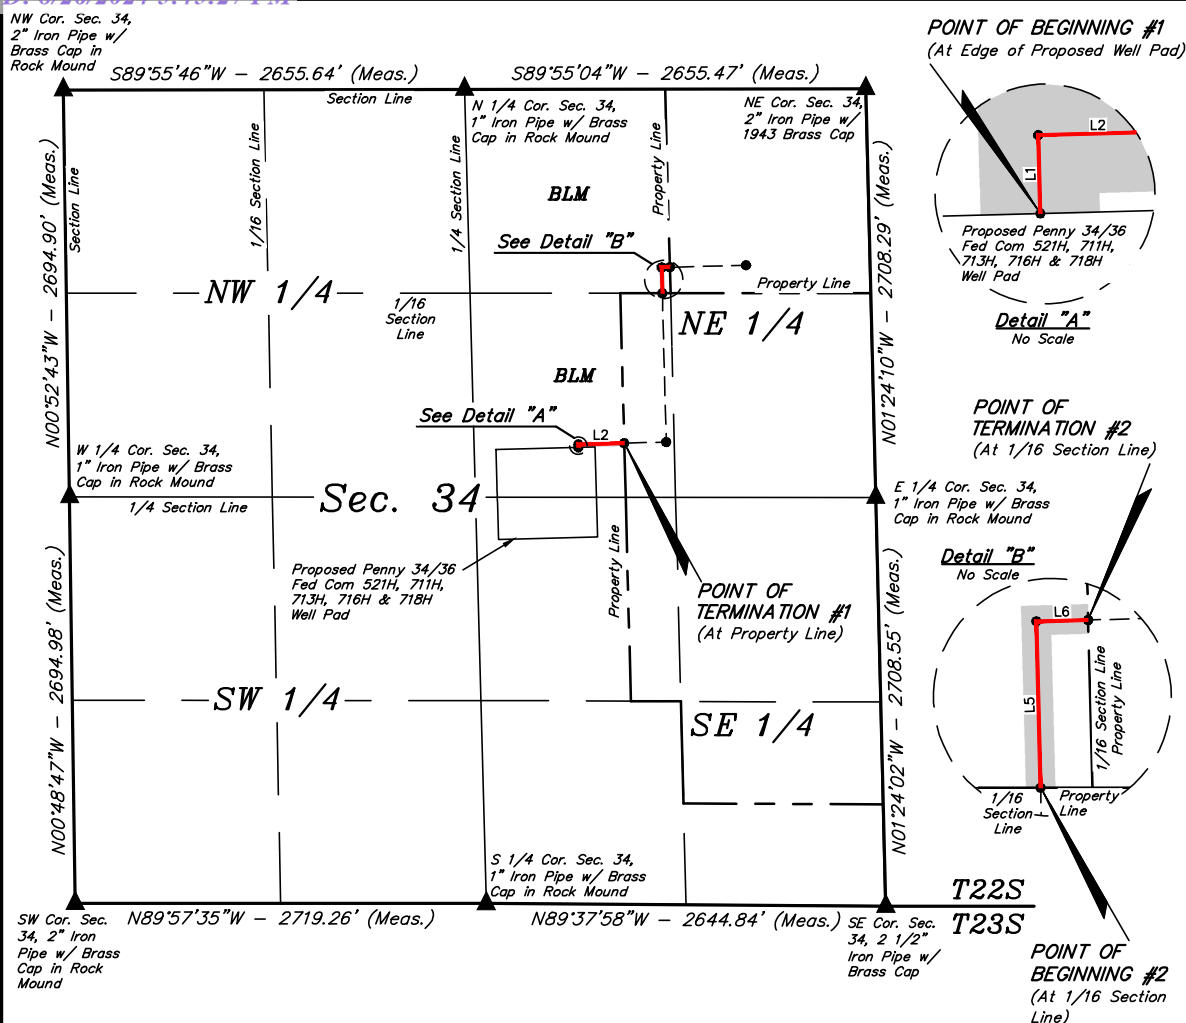 NW Cor. Sec. 34,
2" Iron Pipe w/
Brass Cap in
Rock Mound
S89°55'46"W - 2655.64' (Meas.)
Section Line
S89°55'04"W - 2655.47' (Meas.)
N 1/4 Cor. Sec. 34,
1" Iron Pipe w/ Brass
Cap in Rock Mound
NE Cor. Sec. 34,
2" Iron Pipe w/
1943 Brass Cap
POINT OF BEGINNING #1
(At Edge of Proposed Well Pad)
L2
L1
Proposed Penny 34/36
Fed Com 521H, 711H,
713H, 716H & 718H
Well Pad
Detail "A"
No Scale
N00°52'43"W - 2694.90' (Meas.)
Section Line
1/16 Section Line
1/4 Section Line
Property Line
BLM
See Detail "B"
Property Line
NW 1/4
1/16
Section
Line
NE 1/4
N01°24'10"W - 2708.29' (Meas.)
BLM
See Detail "A"
L2
W 1/4 Cor. Sec. 34,
1" Iron Pipe w/ Brass
Cap in Rock Mound
1/4 Section Line
Sec. 34
E 1/4 Cor. Sec. 34,
1" Iron Pipe w/ Brass
Cap in Rock Mound
POINT OF
TERMINATION #2
(At 1/16 Section Line)
Proposed Penny 34/36
Fed Com 521H, 711H,
713H, 716H & 718H
Well Pad
Property Line
POINT OF
TERMINATION #1
(At Property Line)
Detail "B"
No Scale
L6
L5
1/16 Section Line
Property Line
1/16
Section
Line
Property
Line
N00°48'47"W - 2694.98' (Meas.)
SW 1/4
SE 1/4
N01°24'02"W - 2708.55' (Meas.)
S 1/4 Cor. Sec. 34,
1" Iron Pipe w/ Brass
Cap in Rock Mound
SW Cor. Sec.
34, 2" Iron
Pipe w/ Brass
Cap in Rock
Mound
N89°57'35"W - 2719.26' (Meas.)
N89°37'58"W - 2644.84' (Meas.)
SE Cor. Sec.
34, 2 1/2"
Iron Pipe w/
Brass Cap
T22S
T23S
POINT OF
BEGINNING #2
(At 1/16 Section
Line)